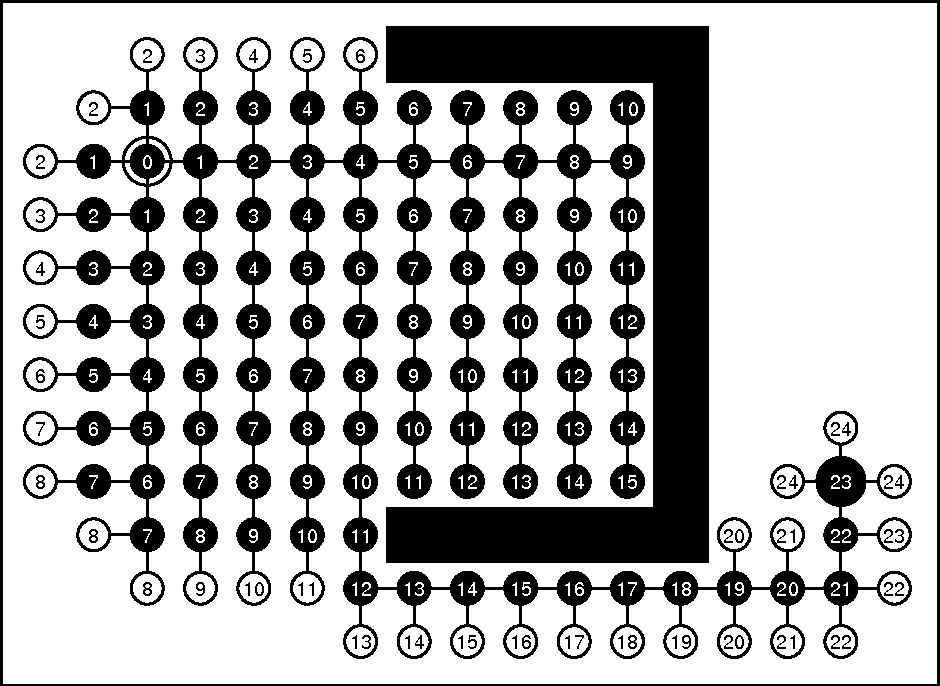 2 3 4 5 6
2 1 2 3 4 5 6 7 8 9 10
2 1 0 1 2 3 4 5 6 7 8 9
3 2 1 2 3 4 5 6 7 8 9 10
4 3 2 3 4 5 6 7 8 9 10 11
5 4 3 4 5 6 7 8 9 10 11 12
6 5 4 5 6 7 8 9 10 11 12 13
7 6 5 6 7 8 9 10 11 12 13 14 24
8 7 6 7 8 9 10 11 12 13 14 15 24 23 24
8 7 8 9 10 11 20 21 22 23
8 9 10 11 12 13 14 15 16 17 18 19 20 21 22
13 14 15 16 17 18 19 20 21 22